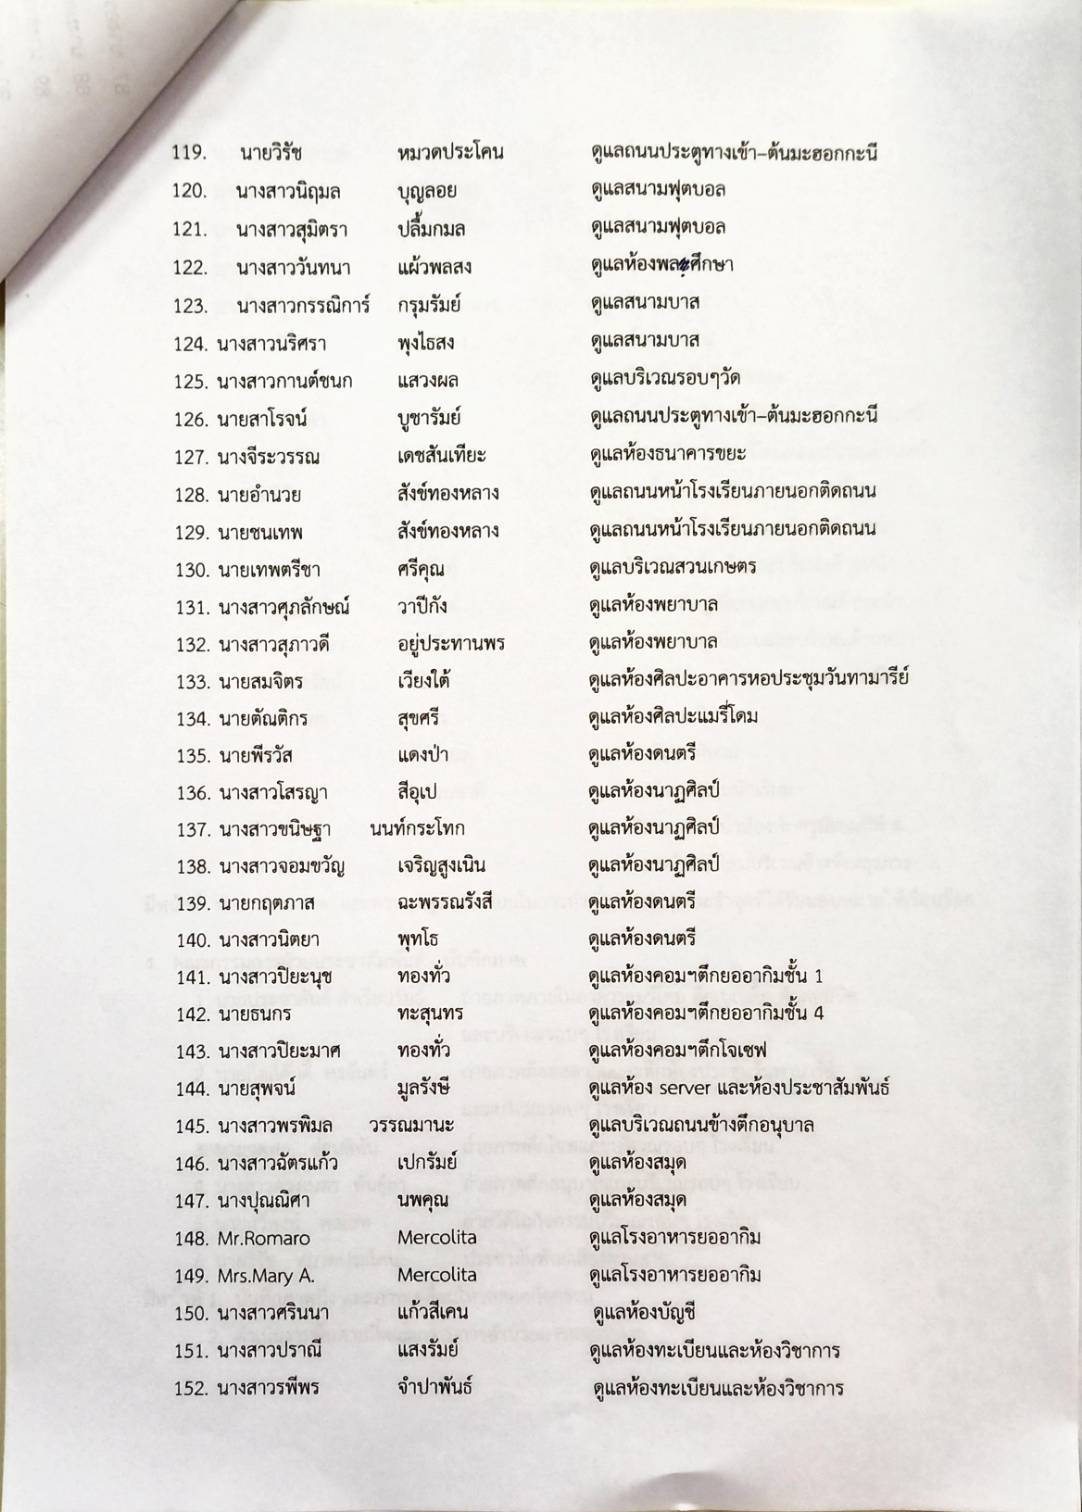 119. นายวิรัช หมวดประโคน ดูแลถนนประตูทางเข้า–ต้นมะฮอกกะนี
120. นางสาวนิฤมล บุญลอย ดูแลสนามฟุตบอล
121. นางสาวสุมิตรา ปลื้มกมล ดูแลสนามฟุตบอล
122. นางสาววันทนา แผ้วพลสง ดูแลห้องพลศึกษา
123. นางสาวกรรณิการ์ กรุมรัมย์ ดูแลสนามบาส
124. นางสาวนริศรา พุงไธสง ดูแลสนามบาส
125. นางสาวกานต์ชนก แสวงผล ดูแลบริเวณรอบๆวัด
126. นายสาโรจน์ บูชารัมย์ ดูแลถนนประตูทางเข้า–ต้นมะฮอกกะนี
127. นางจีระวรรณ เดชสันเทียะ ดูแลห้องธนาคารขยะ
128. นายอำนวย สังข์ทองหลาง ดูแลถนนหน้าโรงเรียนภายนอกติดถนน
129. นายชนเทพ สังข์ทองหลาง ดูแลถนนหน้าโรงเรียนภายนอกติดถนน
130. นายเทพตรีชา ศรีคุณ ดูแลบริเวณสวนเกษตร
131. นางสาวศุภลักษณ์ วาปีกัง ดูแลห้องพยาบาล
132. นางสาวสุภาวดี อยู่ประทานพร ดูแลห้องพยาบาล
133. นายสมจิตร เวียงใต้ ดูแลห้องศิลปะอาคารหอประชุมวันทามารีย์
134. นายตัณติกร สุขศรี ดูแลห้องศิลปะแมรี่โดม
135. นายพีรวัส แดงป่า ดูแลห้องดนตรี
136. นางสาวโสรญา สีอุเป ดูแลห้องนาฏศิลป์
137. นางสาวขนิษฐา นนท์กระโทก ดูแลห้องนาฏศิลป์
138. นางสาวจอมขวัญ เจริญสูงเนิน ดูแลห้องนาฏศิลป์
139. นายกฤตภาส ฉะพรรณรังสี ดูแลห้องดนตรี
140. นางสาวนิตยา พุทโธ ดูแลห้องดนตรี
141. นางสาวปิยะนุช ทองทั่ว ดูแลห้องคอมฯตึกยออากิมชั้น 1
142. นายธนกร ทะสุนทร ดูแลห้องคอมฯตึกยออากิมชั้น 4
143. นางสาวปิยะมาศ ทองทั่ว ดูแลห้องคอมฯตึกโจเซฟ
144. นายสุพจน์ มูลรังษี ดูแลห้อง server และห้องประชาสัมพันธ์
145. นางสาวพรพิมล วรรณมานะ ดูแลบริเวณถนนข้างตึกอนุบาล
146. นางสาวฉัตรแก้ว เปกรัมย์ ดูแลห้องสมุด
147. นางปุณณิศา นพคุณ ดูแลห้องสมุด
148. Mr.Romaro Mercolita ดูแลโรงอาหารยออากิม
149. Mrs.Mary A. Mercolita ดูแลโรงอาหารยออากิม
150. นางสาวศรินนา แก้วสีเคน ดูแลห้องบัญชี
151. นางสาวปราณี แสงรัมย์ ดูแลห้องทะเบียนและห้องวิชาการ
152. นางสาวรพีพร จำปาพันธ์ ดูแลห้องทะเบียนและห้องวิชาการ